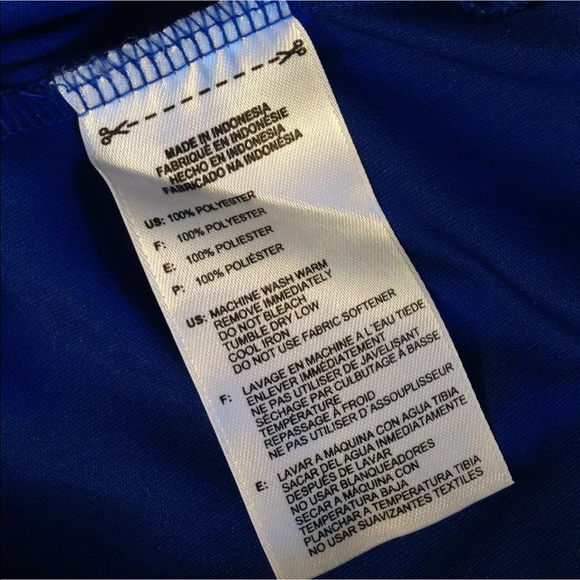 MADE IN INDONESIA
FABRIQUÉ EN INDONÉSIE
HECHO EN INDONESIA
FABRICADO NA INDONÉSIA
US: 100% POLYESTER
F: 100% POLYESTER
E: 100% POLIESTER
P: 100% POLIÉSTER
US: MACHINE WASH WARM
REMOVE IMMEDIATELY
DO NOT BLEACH
TUMBLE DRY LOW
COOL IRON
DO NOT USE FABRIC SOFTENER
F: LAVAGE EN MACHINE A L'EAU TIEDE
ENLEVER IMMÉDIATEMENT
NE PAS UTILISER DE JAVELISANT
SÉCHAGE PAR CULBUTAGE À BASSE
TEMPÉRATURE
REPASSAGE À FROID
NE PAS UTILISER D'ASSOUPLISSEUR
E: LAVAR A MÁQUINA CON AGUA TIBIA
SACAR DEL AGUA INMEDIATAMENTE
DESPUÉS DE LAVAR
NO USAR BLANQUEADORES
SECAR A MÁQUINA CON
TEMPERATURA BAJA
PLANCHAR A TEMPERATURA TIBIA
NO USAR SUAVIZANTES TEXTILES